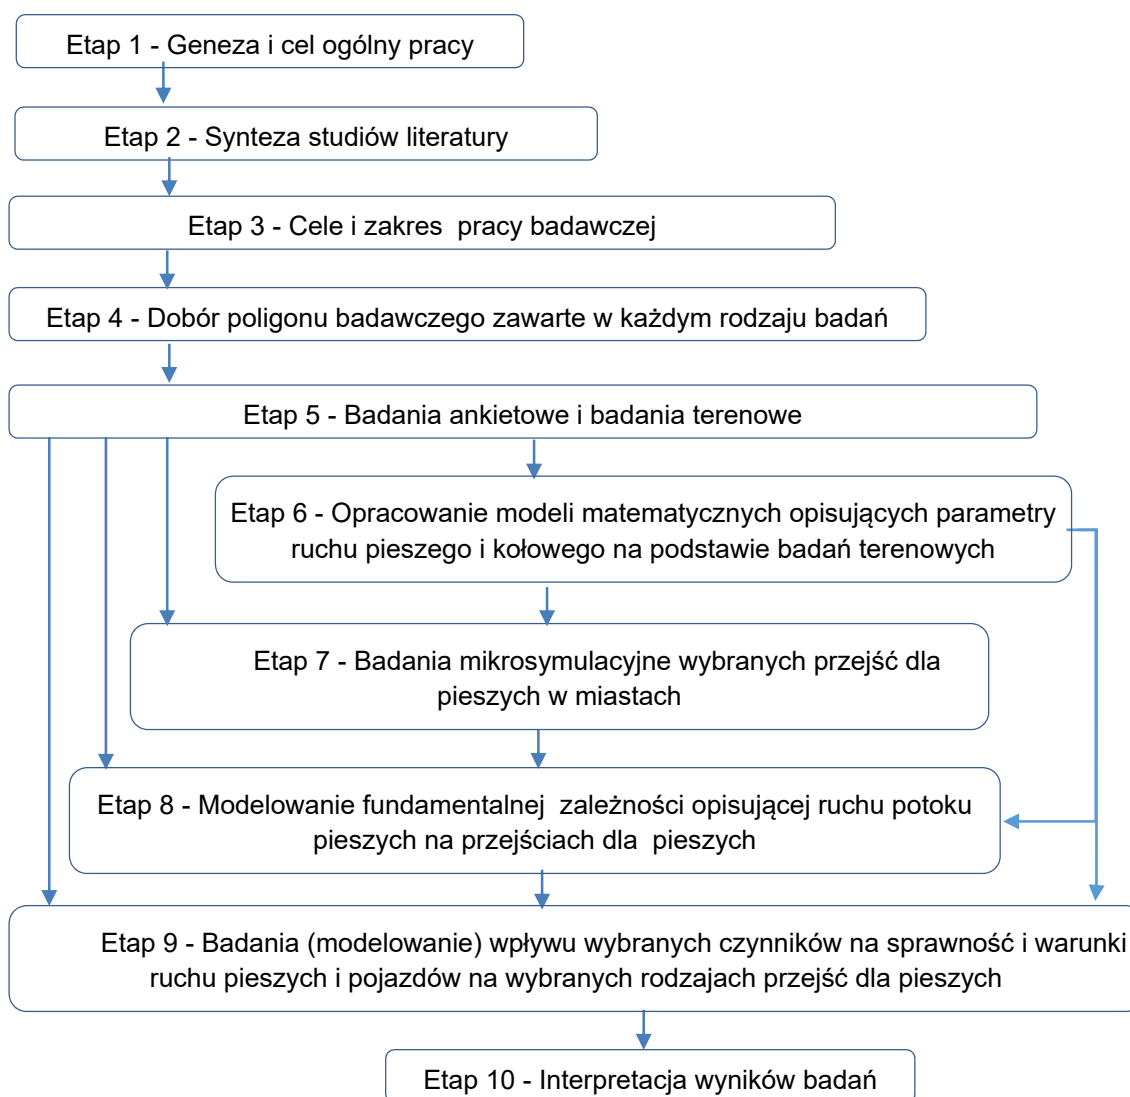 Etap 1 - Geneza i cel ogólny pracy
Etap 2 - Synteza studiów literatury
Etap 3 - Cele i zakres  pracy badawczej
Etap 4 - Dobór poligonu badawczego zawarte w każdym rodzaju badań
Etap 5 - Badania ankietowe i badania terenowe
Etap 6 - Opracowanie modeli matematycznych opisujących parametry
ruchu pieszego i kołowego na podstawie badań terenowych
Etap 7 - Badania mikrosymulacyjne wybranych przejść dla
pieszych w miastach
Etap 8 - Modelowanie fundamentalnej  zależności opisującej ruchu potoku
pieszych na przejściach dla  pieszych
Etap 9 - Badania (modelowanie) wpływu wybranych czynników na sprawność i warunki
ruchu pieszych i pojazdów na wybranych rodzajach przejść dla pieszych
Etap 10 - Interpretacja wyników badań